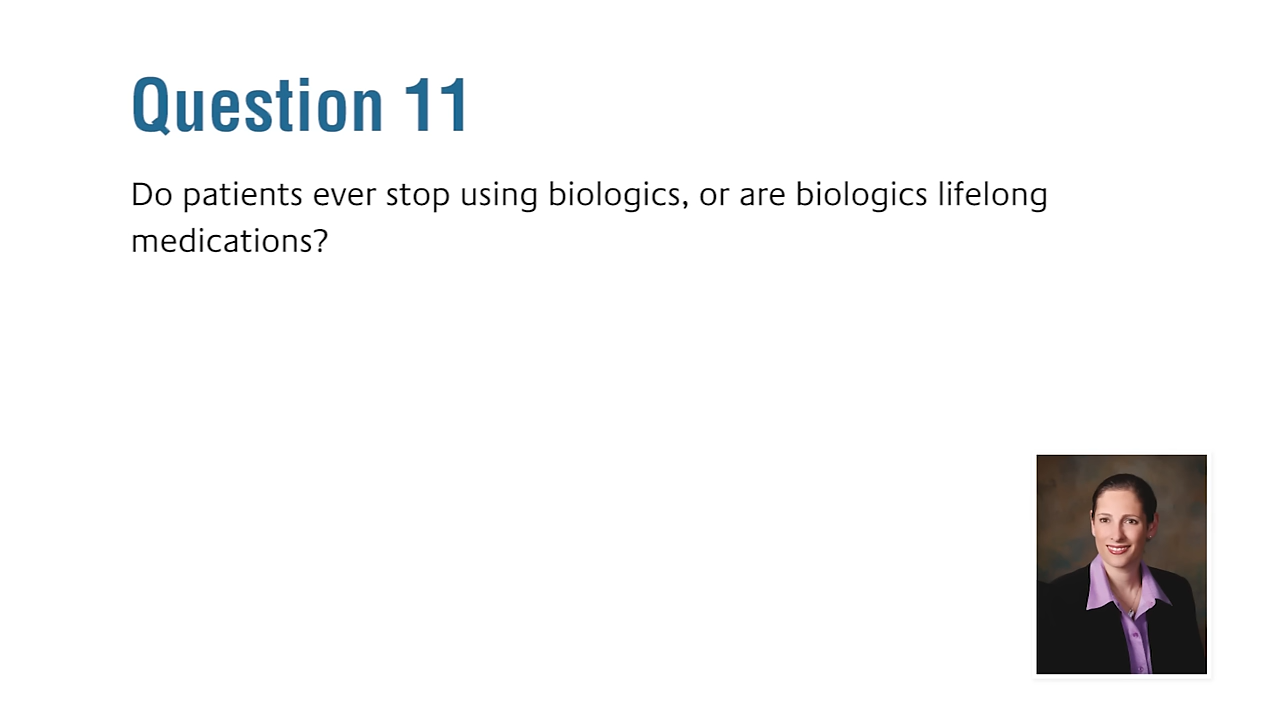 Question 11
Do patients ever stop using biologics, or are biologics lifelong
medications?